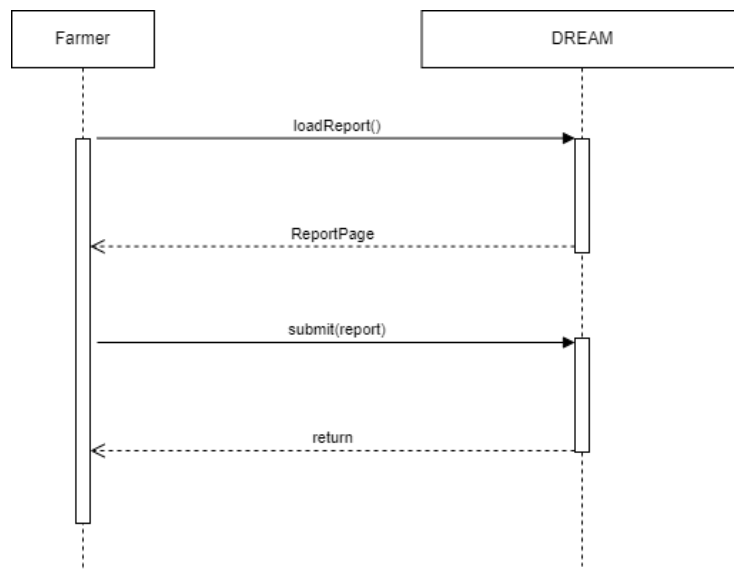 Farmer
DREAM
loadReport()
ReportPage
submit(report)
return